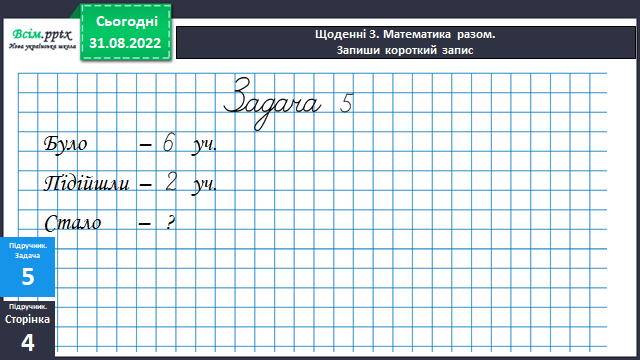 Всім.pptx
Нова українська школа
Сьогодні
31.08.2022
Щоденні 3. Математика разом.
Запиши короткий запис
Задача 5
Було – 6 уч.
Підійшли – 2 уч.
Стало – ?
Підручник.
Задача
5
Підручник.
Сторінка
4